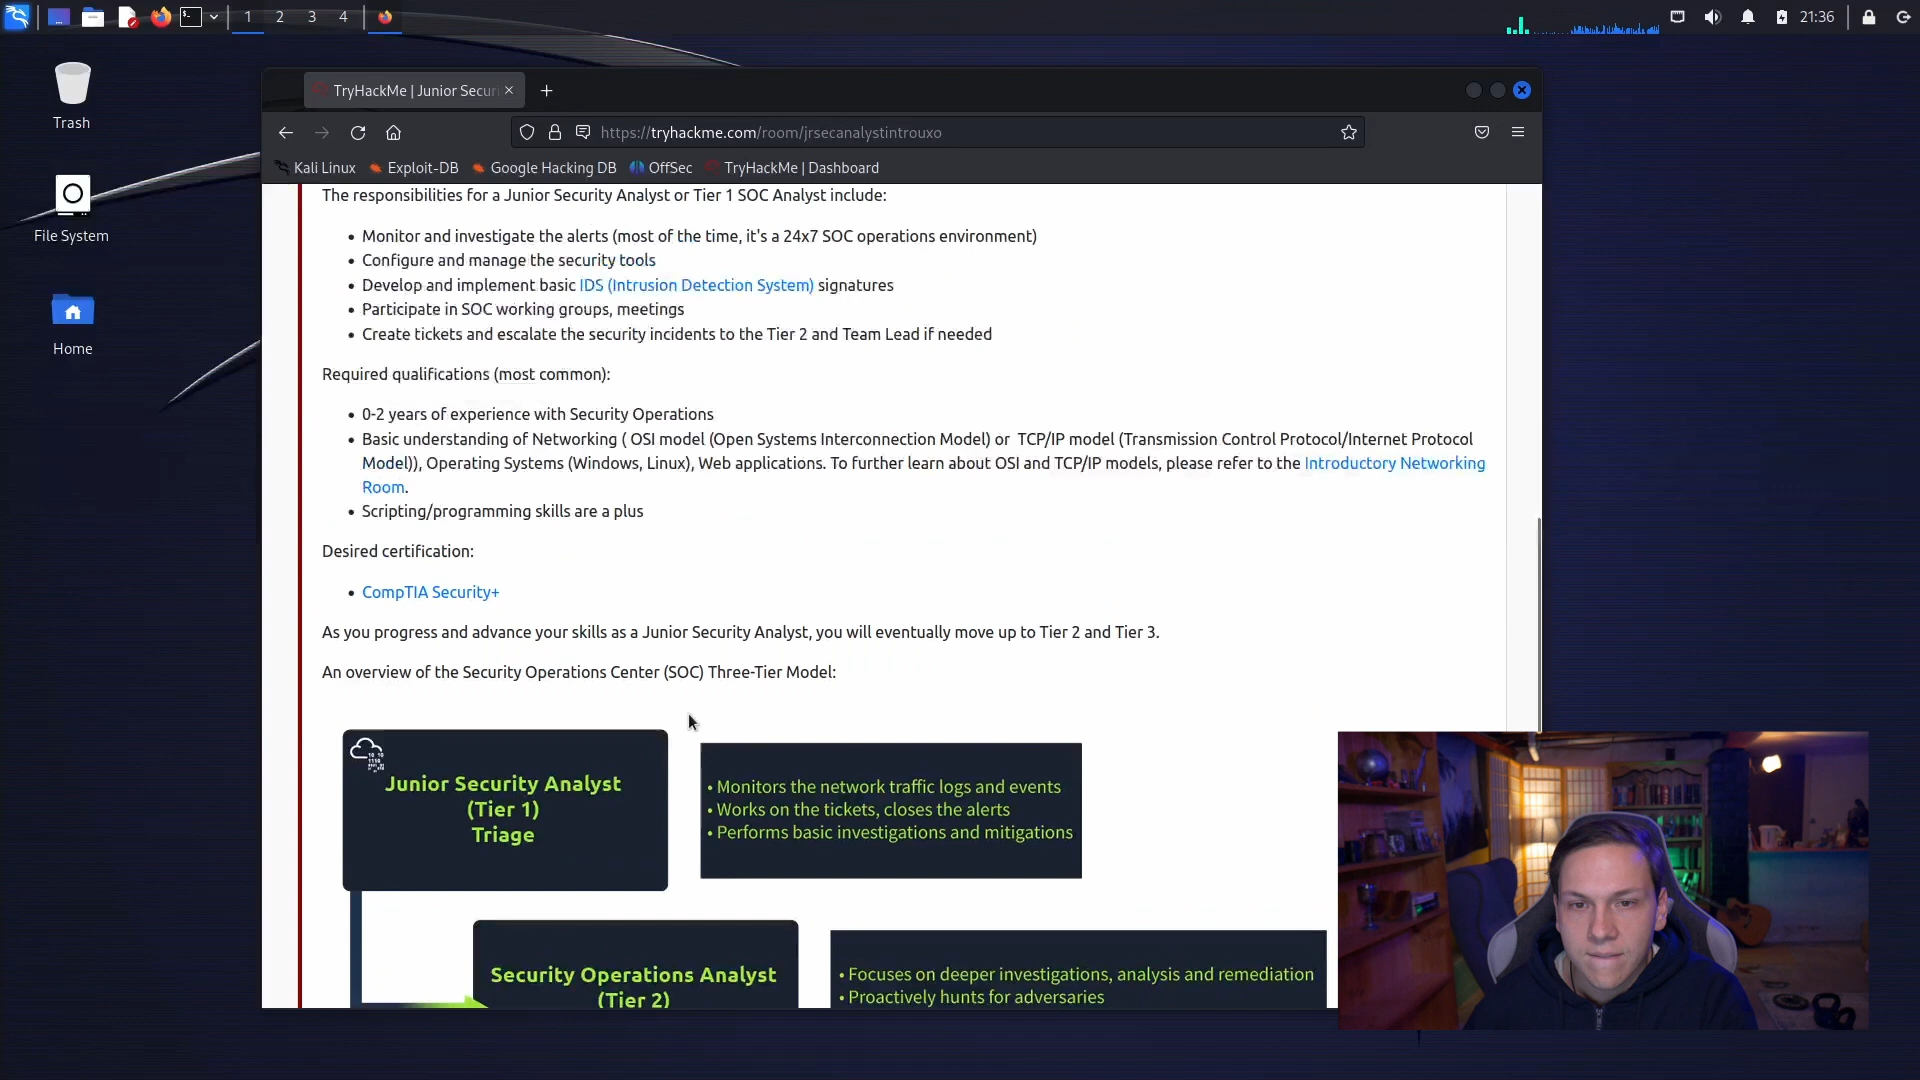 1 2 3 4
21:36
Trash
File System
Home
TryHackMe | Junior Secur
https://tryhackme.com/room/jrsecanalystintrouxo
Kali Linux Exploit-DB Google Hacking DB OffSec TryHackMe | Dashboard
The responsibilities for a Junior Security Analyst or Tier 1 SOC Analyst include:
• Monitor and investigate the alerts (most of the time, it's a 24x7 SOC operations environment)
• Configure and manage the security tools
• Develop and implement basic IDS (Intrusion Detection System) signatures
• Participate in SOC working groups, meetings
• Create tickets and escalate the security incidents to the Tier 2 and Team Lead if needed
Required qualifications (most common):
• 0-2 years of experience with Security Operations
• Basic understanding of Networking ( OSI model (Open Systems Interconnection Model) or TCP/IP model (Transmission Control Protocol/Internet Protocol
Model)), Operating Systems (Windows, Linux), Web applications. To further learn about OSI and TCP/IP models, please refer to the Introductory Networking
Room.
• Scripting/programming skills are a plus
Desired certification:
• CompTIA Security+
As you progress and advance your skills as a Junior Security Analyst, you will eventually move up to Tier 2 and Tier 3.
An overview of the Security Operations Center (SOC) Three-Tier Model:
Junior Security Analyst
(Tier 1)
Triage
• Monitors the network traffic logs and events
• Works on the tickets, closes the alerts
• Performs basic investigations and mitigations
Security Operations Analyst
(Tier 2)
• Focuses on deeper investigations, analysis and remediation
• Proactively hunts for adversaries